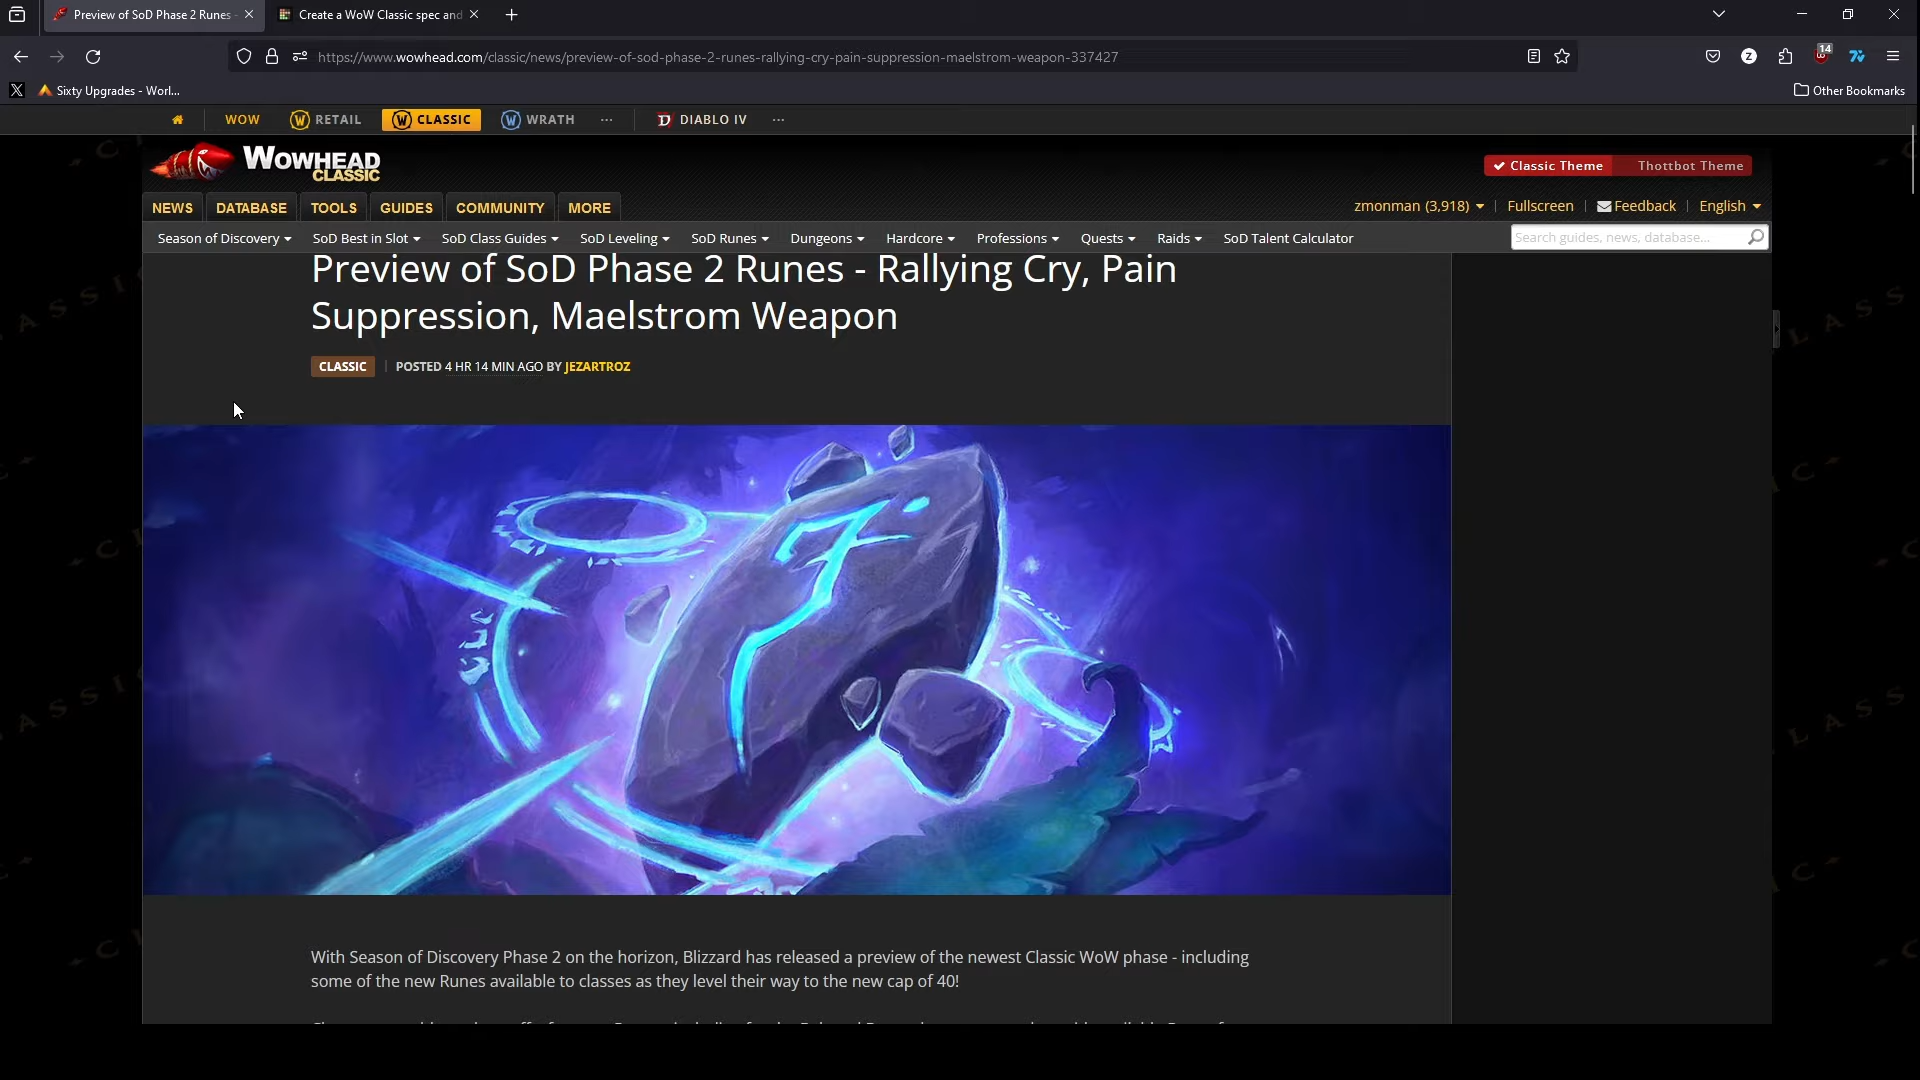 Preview of SoD Phase 2 Runes -
Create a WoW Classic spec and
https://www.wowhead.com/classic/news/preview-of-sod-phase-2-runes-rallying-cry-pain-suppression-maelstrom-weapon-337427
Z
14
Sixty Upgrades - Worl...
Other Bookmarks
WOW
RETAIL
CLASSIC
WRATH
DIABLO IV
WOWHEAD
CLASSIC
Classic Theme
Thottbot Theme
NEWS
DATABASE
TOOLS
GUIDES
COMMUNITY
MORE
zmonman (3,918)
Fullscreen
Feedback
English
Season of Discovery
SoD Best in Slot
SoD Class Guides
SoD Leveling
SoD Runes
Dungeons
Hardcore
Professions
Quests
Raids
SoD Talent Calculator
Search guides, news, database...
Preview of SoD Phase 2 Runes - Rallying Cry, Pain
Suppression, Maelstrom Weapon
CLASSIC
POSTED 4 HR 14 MIN AGO BY JEZARTROZ
With Season of Discovery Phase 2 on the horizon, Blizzard has released a preview of the newest Classic WoW phase - including
some of the new Runes available to classes as they level their way to the new cap of 40!